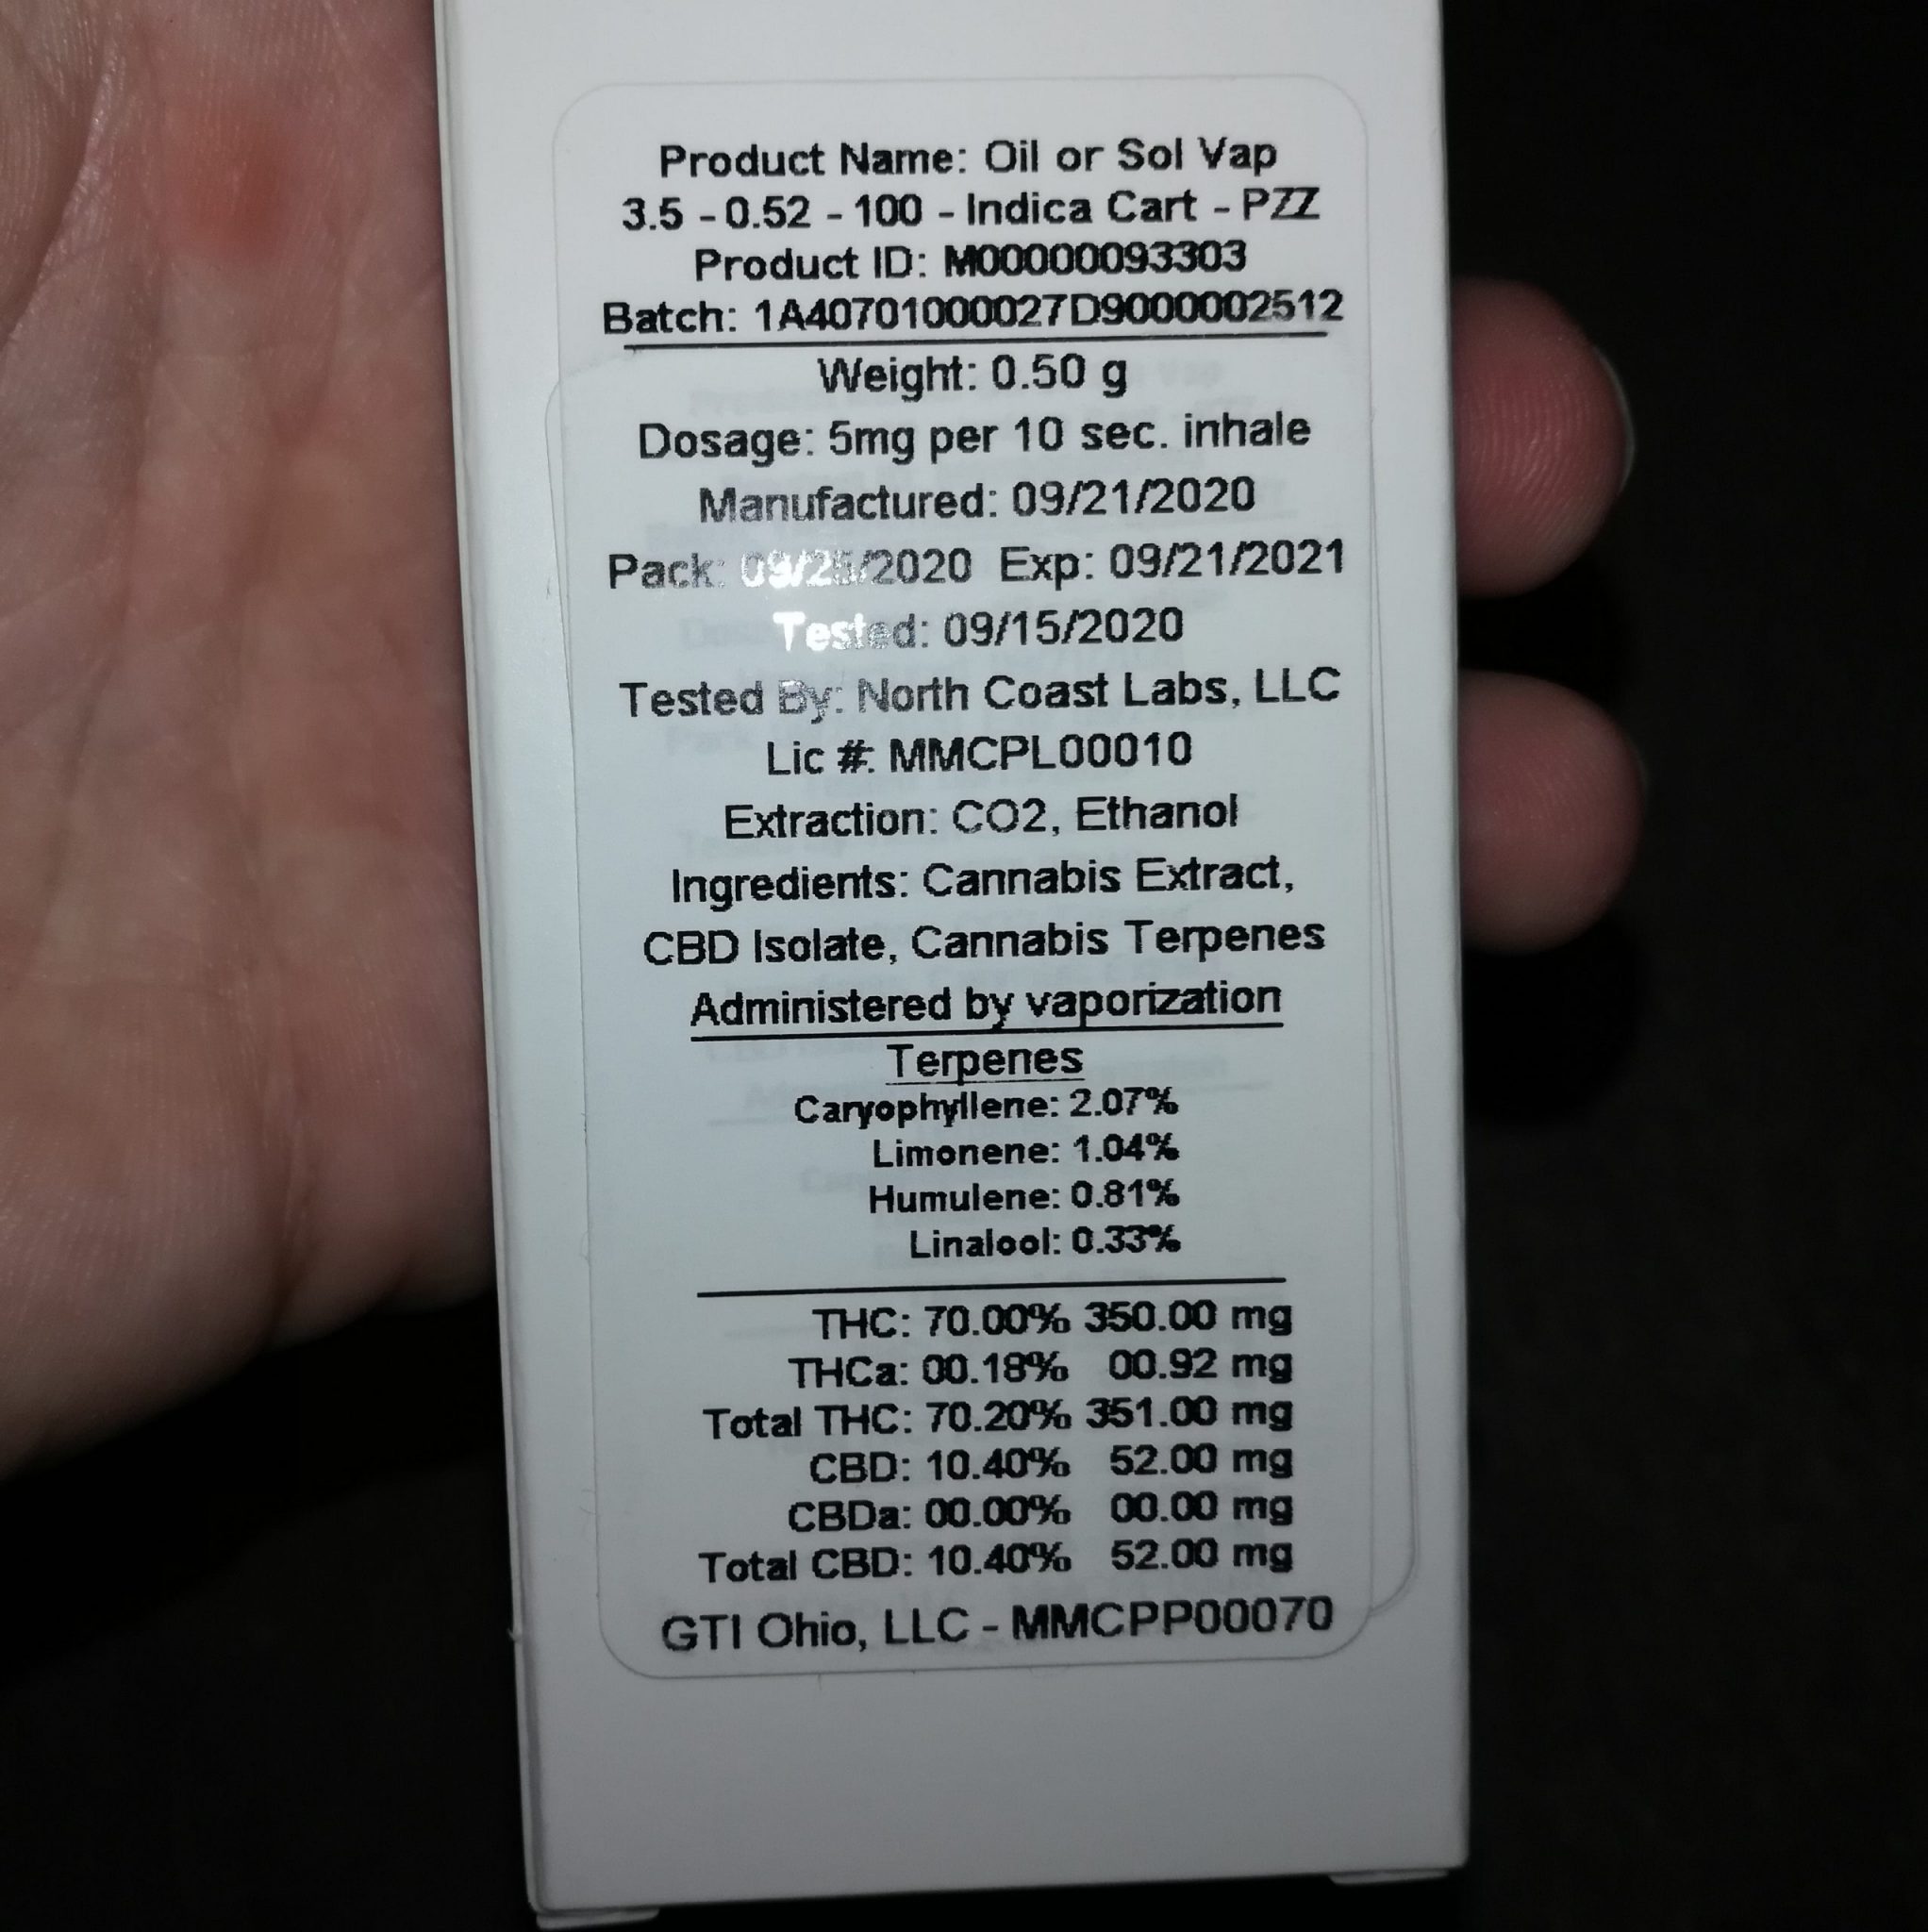 Product Name: Oil or Sol Vap
3.5 - 0.52 - 100 - Indica Cart - PZZ
Product ID: M00000093303
Batch: 1A40701000027D9000002512
Weight: 0.50 g
Dosage: 5mg per 10 sec. inhale
Manufactured: 09/21/2020
Pack: 09/25/2020 Exp: 09/21/2021
Tested: 09/15/2020
Tested By: North Coast Labs, LLC
Lic #: MMCPL00010
Extraction: CO2, Ethanol
Ingredients: Cannabis Extract,
CBD Isolate, Cannabis Terpenes
Administered by vaporization
Terpenes
Caryophyllene: 2.07%
Limonene: 1.04%
Humulene: 0.81%
Linalool: 0.33%
THC: 70.00% 350.00 mg
THCa: 00.18% 00.92 mg
Total THC: 70.20% 351.00 mg
CBD: 10.40% 52.00 mg
CBDa: 00.00% 00.00 mg
Total CBD: 10.40% 52.00 mg
GTI Ohio, LLC - MMCPP00070